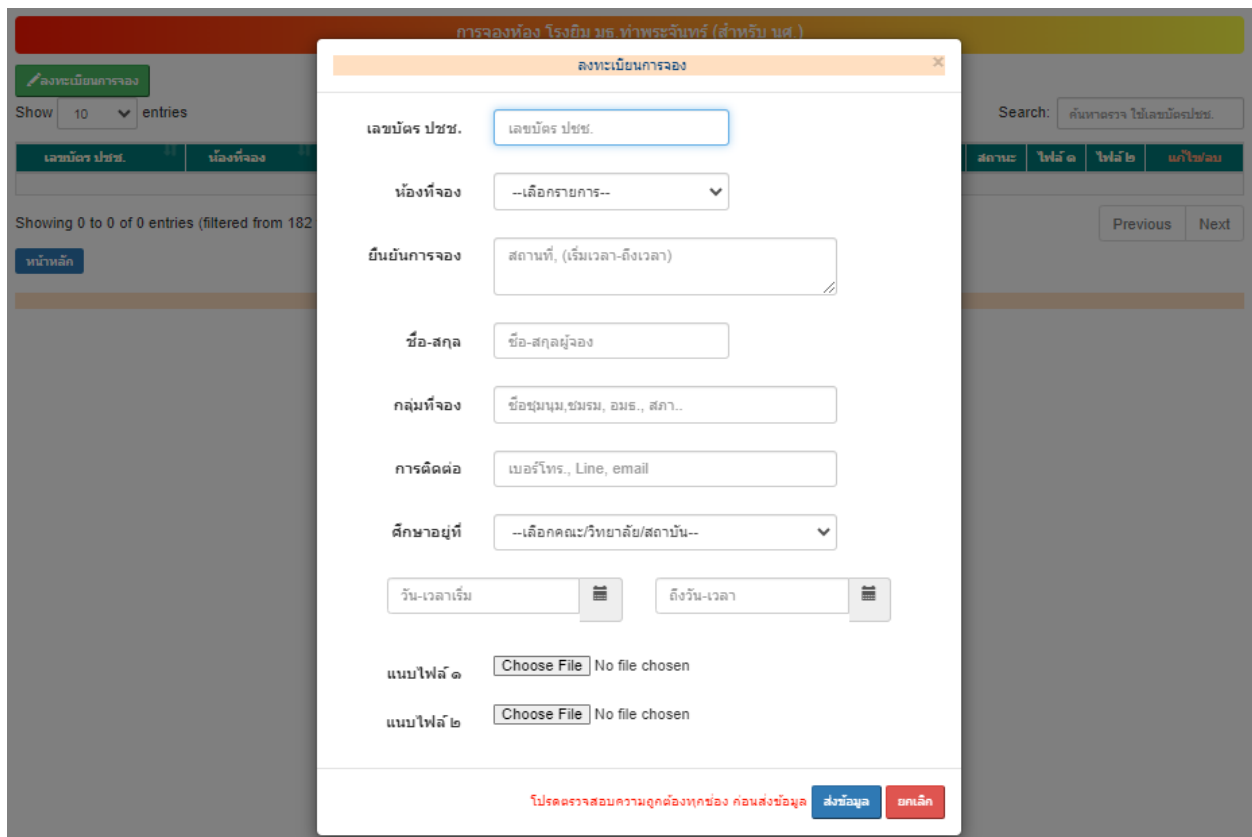 การจองห้อง โรงยิม มธ.ท่าพระจันทร์ (สำหรับ นศ.)
ลงทะเบียนการจอง
Show 10 entries
Search: ค้นหาตรวจ ใช้เลขบัตรปชช.
เลขบัตร ปชช. ห้องที่จอง สถานะ ไฟล์ ๑ ไฟล์ ๒ แก้ไข/ลบ
Showing 0 to 0 of 0 entries (filtered from 182
Previous Next
หน้าหลัก
ลงทะเบียนการจอง ×
เลขบัตร ปชช. เลขบัตร ปชช.
ห้องที่จอง --เลือกรายการ--
ยืนยันการจอง สถานที่, (เริ่มเวลา-ถึงเวลา)
ชื่อ-สกุล ชื่อ-สกุลผู้จอง
กลุ่มที่จอง ชื่อชุมนุม,ชมรม, อมธ., สภา..
การติดต่อ เบอร์โทร., Line, email
ศึกษาอยู่ที่ --เลือกคณะ/วิทยาลัย/สถาบัน--
วัน-เวลาเริ่ม ถึงวัน-เวลา
แนบไฟล์ ๑ Choose File No file chosen
แนบไฟล์ ๒ Choose File No file chosen
โปรดตรวจสอบความถูกต้องทุกช่อง ก่อนส่งข้อมูล ส่งข้อมูล ยกเลิก